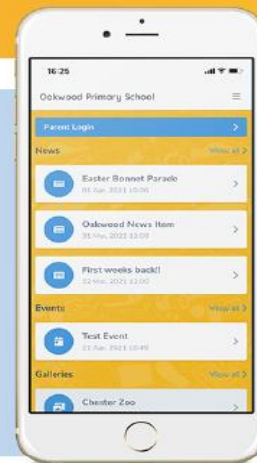 16:25
Oakwood Primary School
Parent Login
News
View all
Easter Bonnet Parade
01 Apr, 2021 10:00
Oakwood News Item
31 Mar, 2021 12:00
First weeks back!!
12 Mar, 2021 12:00
Events
View all
Test Event
21 Apr, 2021 10:45
Galleries
View all
Chester Zoo